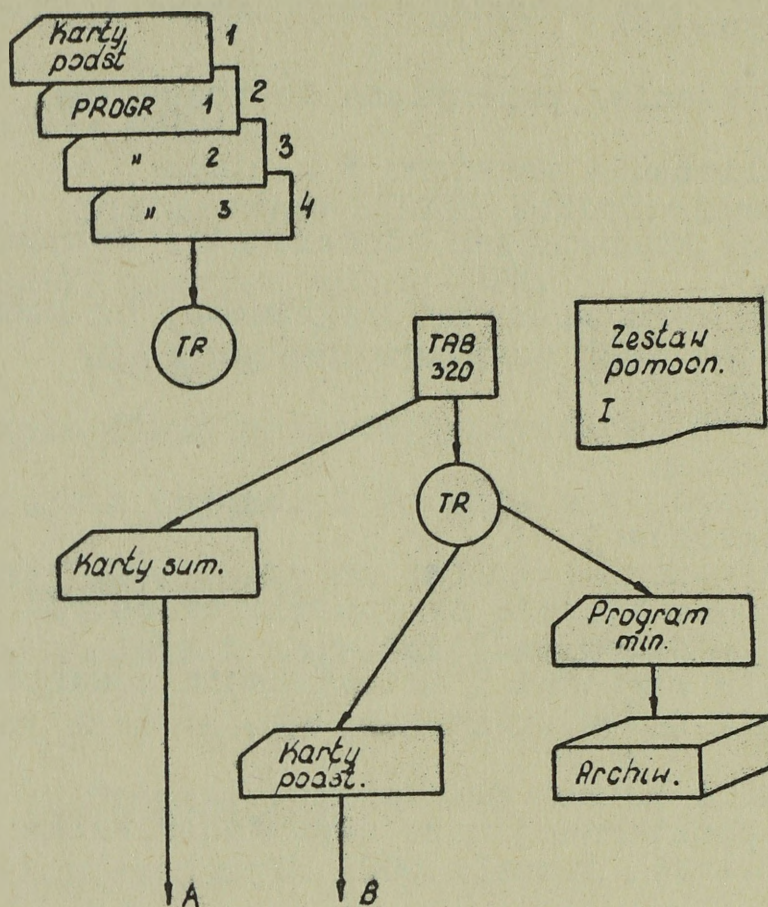 Karty 1
podst
PROGR 1 2
" 2 3
" 3 4
TR
TAB
320
Zestaw
pomocn.
I
TR
Karty sum.
Program
min.
Karty
podst.
Archiw.
A B